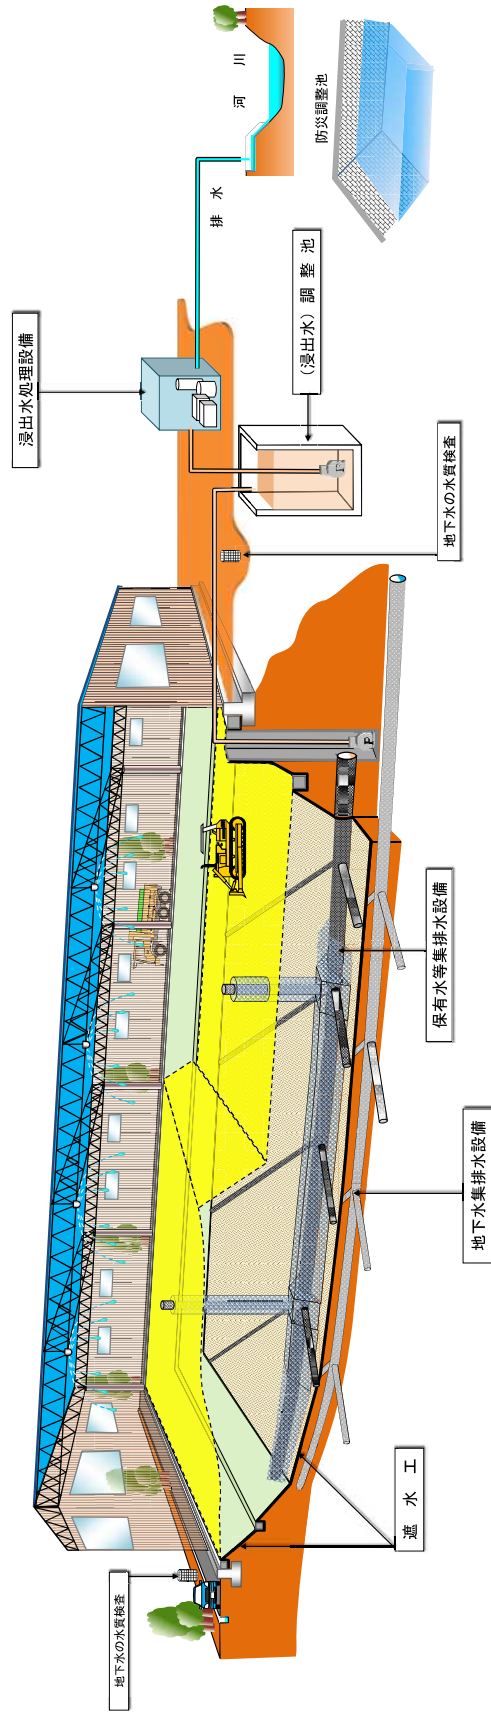 地下水の水質検査
遮水工
地下水集排水設備
保有水等集排水設備
地下水の水質検査
浸出水処理設備
（浸出水）調整池
P
P
排水
河川
防災調整池